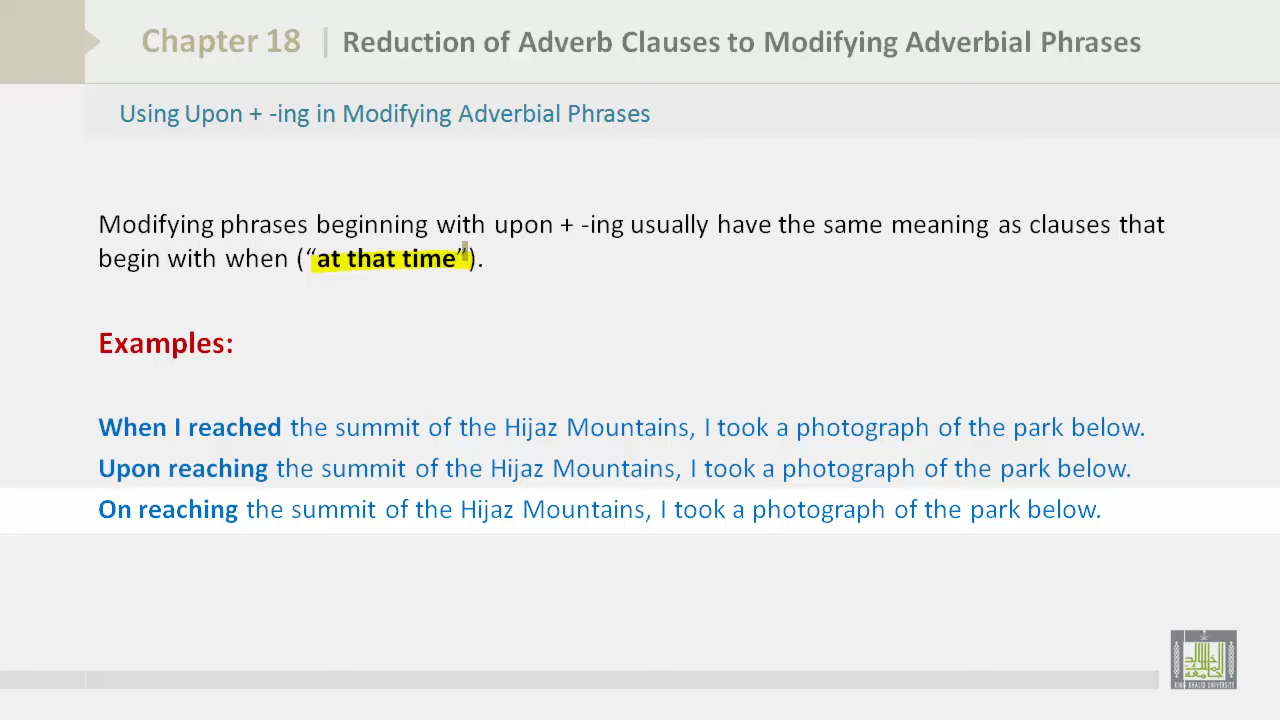 Chapter 18 | Reduction of Adverb Clauses to Modifying Adverbial Phrases
Using Upon + -ing in Modifying Adverbial Phrases
Modifying phrases beginning with upon + -ing usually have the same meaning as clauses that
begin with when (“at that time”).
Examples:
When I reached the summit of the Hijaz Mountains, I took a photograph of the park below.
Upon reaching the summit of the Hijaz Mountains, I took a photograph of the park below.
On reaching the summit of the Hijaz Mountains, I took a photograph of the park below.
KING KHALID UNIVERSITY